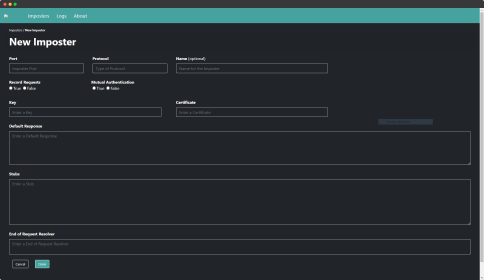 Imposters Logs About
Imposters / New Imposter
New Imposter
Port Protocol Name (optional)
Imposter Port Type of Protocol Name for the Imposter
Record Requests Mutual Authentication
True False True False
Key Certificate
Enter a Key Enter a Certificate
Default Response
Enter a Default Response
Stubs
Enter a Stub
End of Request Resolver
Enter a End of Request Resolver
Cancel